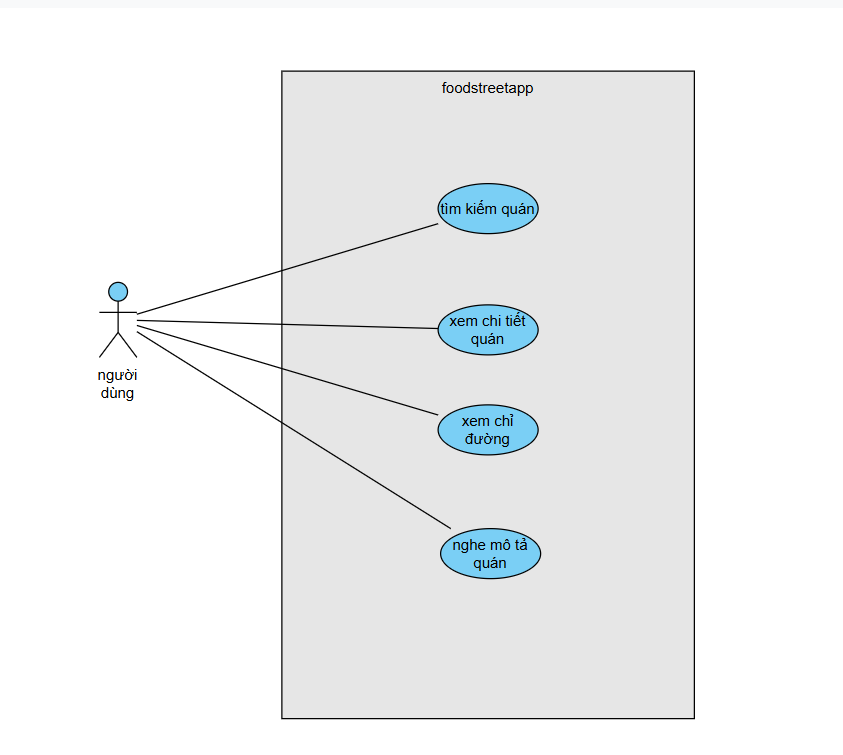 foodstreetapp
tìm kiếm quán
xem chi tiết
quán
người
dùng
xem chỉ
đường
nghe mô tả
quán